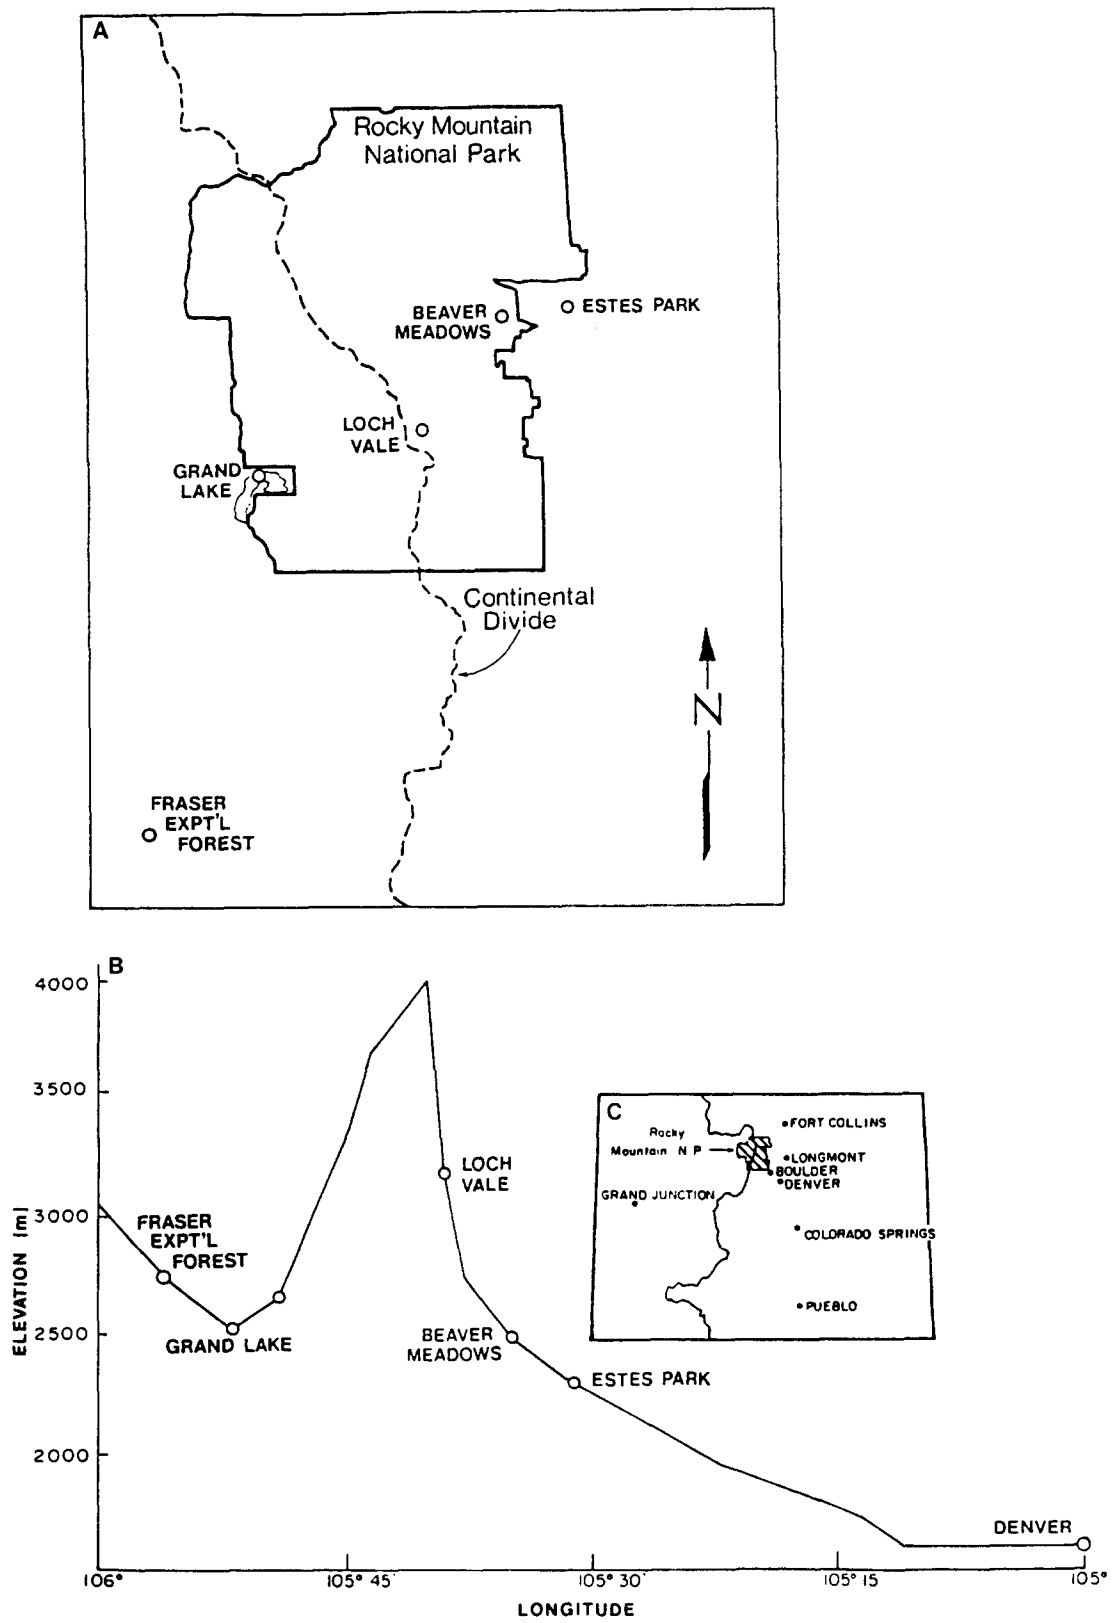 A
Rocky Mountain
National Park
BEAVER
MEADOWS
ESTES PARK
LOCH
VALE
GRAND
LAKE
Continental
Divide
N
FRASER
EXPT'L
FOREST
B
4000
3500
3000
2500
2000
ELEVATION (m)
FRASER
EXPT'L
FOREST
GRAND LAKE
LOCH
VALE
BEAVER
MEADOWS
ESTES PARK
DENVER
C
Rocky
Mountain N P
FORT COLLINS
LONGMONT
BOULDER
DENVER
GRAND JUNCTION
COLORADO SPRINGS
PUEBLO
106°
105° 45'
105° 30'
105° 15
105°
LONGITUDE